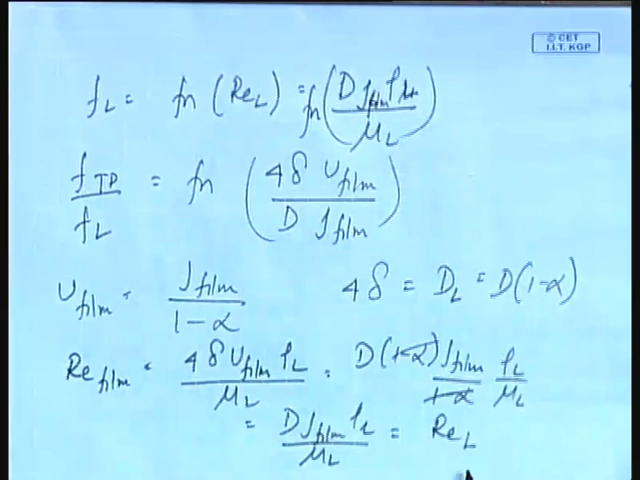 © CET
I.I.T. KGP
f_L = fn (Re_L) = fn (D J_film ρ_L / μ_L)
f_TP / f_L = fn (4δ U_film / D J_film)
U_film = J_film / 1-α    4δ = D_L = D(1-α)
Re_film = 4δ U_film ρ_L / μ_L = D(1-α) J_film / 1-α ρ_L / μ_L
= D J_film ρ_L / μ_L = Re_L